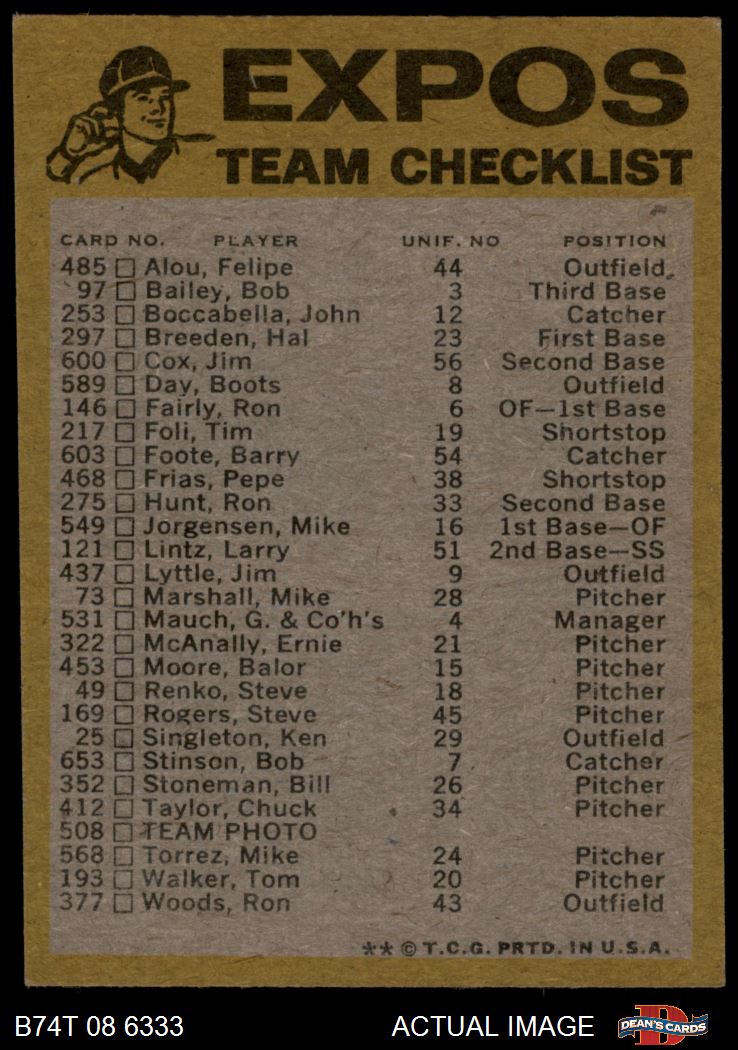 EXPOS
TEAM CHECKLIST
CARD NO. PLAYER UNIF. NO POSITION
485 Alou, Felipe 44 Outfield
97 Bailey, Bob 3 Third Base
253 Boccabella, John 12 Catcher
297 Breeden, Hal 23 First Base
600 Cox, Jim 56 Second Base
589 Day, Boots 8 Outfield
146 Fairly, Ron 6 OF—1st Base
217 Foli, Tim 19 Shortstop
603 Foote, Barry 54 Catcher
468 Frias, Pepe 38 Shortstop
275 Hunt, Ron 33 Second Base
549 Jorgensen, Mike 16 1st Base—OF
121 Lintz, Larry 51 2nd Base—SS
437 Lyttle, Jim 9 Outfield
73 Marshall, Mike 28 Pitcher
531 Mauch, G. & Co'h's 4 Manager
322 McAnally, Ernie 21 Pitcher
453 Moore, Balor 15 Pitcher
49 Renko, Steve 18 Pitcher
169 Rogers, Steve 45 Pitcher
25 Singleton, Ken 29 Outfield
653 Stinson, Bob 7 Catcher
352 Stoneman, Bill 26 Pitcher
412 Taylor, Chuck 34 Pitcher
508 TEAM PHOTO
568 Torrez, Mike 24 Pitcher
193 Walker, Tom 20 Pitcher
377 Woods, Ron 43 Outfield
** © T.C.G. PRTD. IN U.S.A.
B74T 08 6333 ACTUAL IMAGE D DEAN'S CARDS